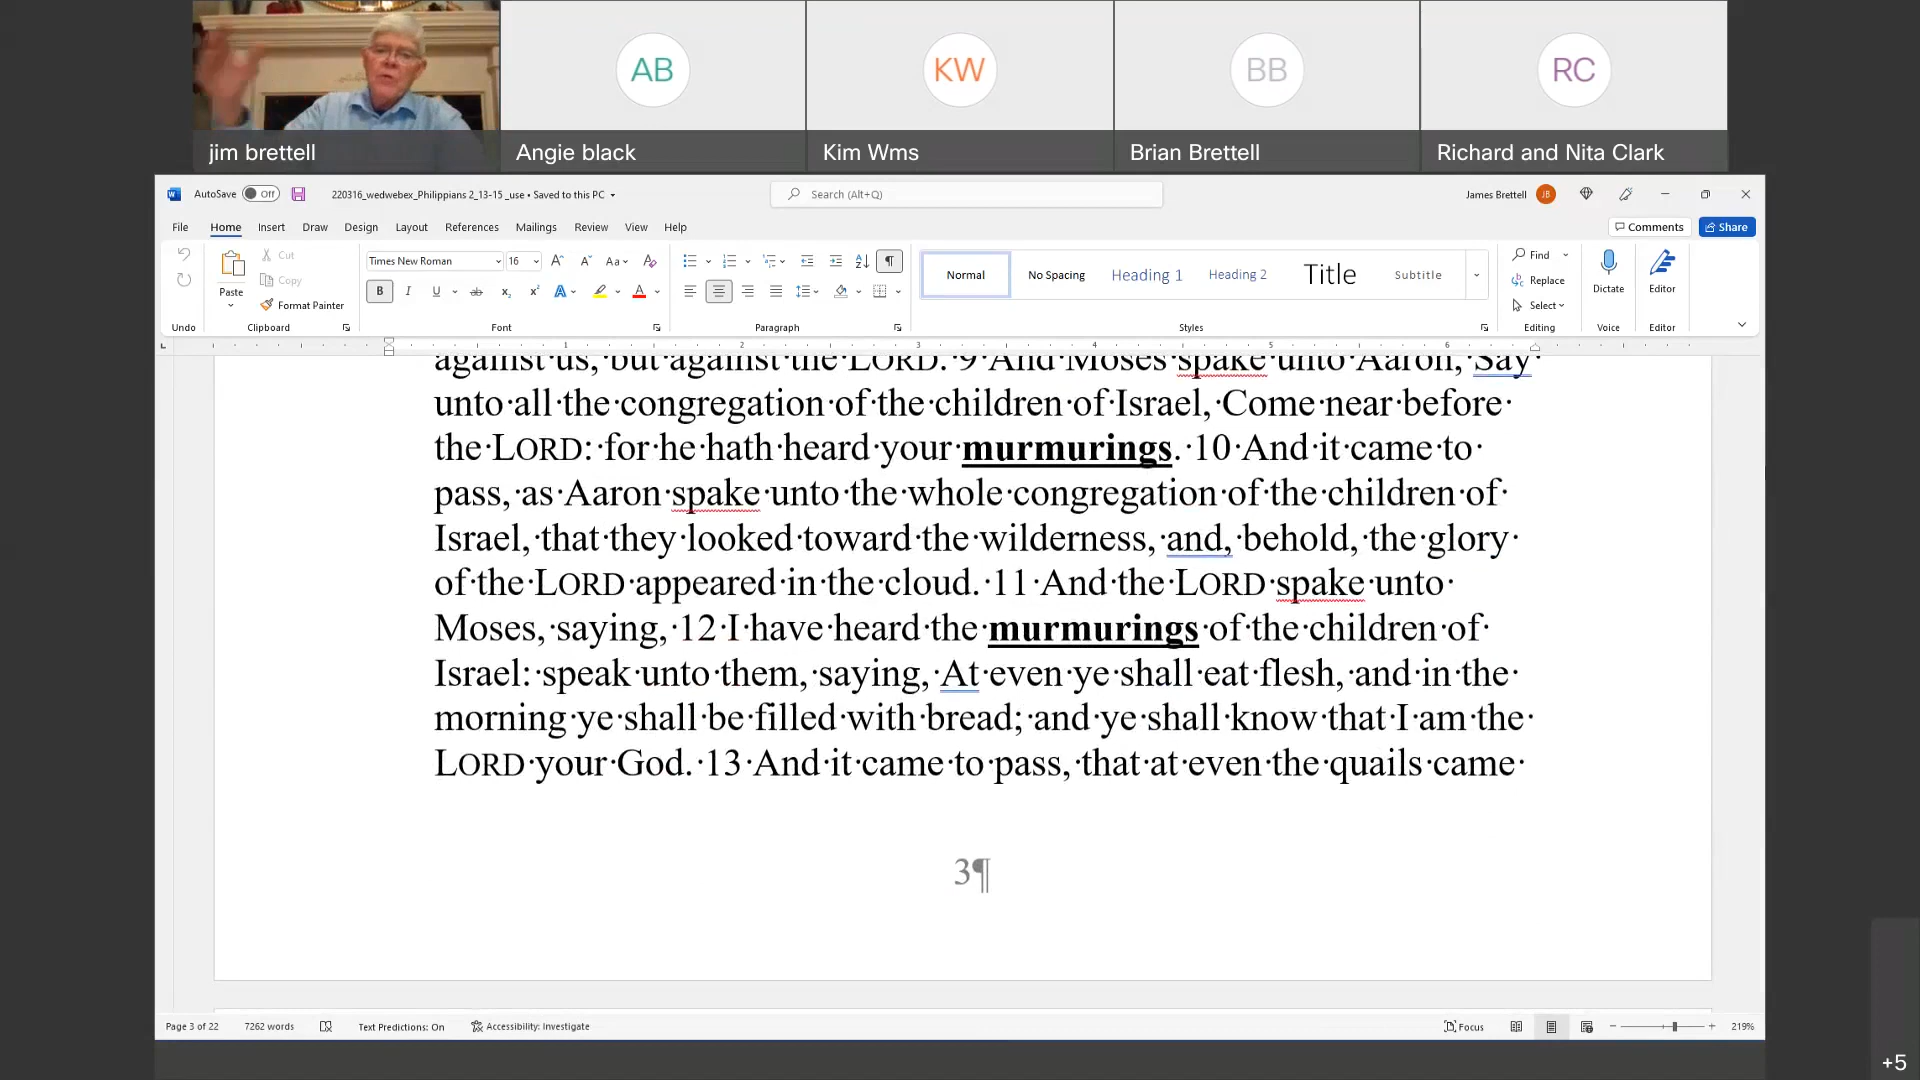 AB
KW
BB
RC
jim brettell
Angie black
Kim Wms
Brian Brettell
Richard and Nita Clark
AutoSave Off
220316_wedwebex_Philippians 2_13-15 _use • Saved to this PC
Search (Alt+Q)
James Brettell JB
File Home Insert Draw Design Layout References Mailings Review View Help
Comments Share
Paste
Cut
Copy
Format Painter
Times New Roman 16
Normal
No Spacing
Heading 1
Heading 2
Title
Subtitle
Find
Replace
Select
Dictate
Editor
Undo Clipboard Font Paragraph Styles Editing Voice Editor
1 2 3 4 5 6
against·us,·but·against·the·LORD.·9·And·Moses·spake·unto·Aaron,·Say·
unto·all·the·congregation·of·the·children·of·Israel,·Come·near·before·
the·LORD:·for·he·hath·heard·your·murmurings.·10·And·it·came·to·
pass,·as·Aaron·spake·unto·the·whole·congregation·of·the·children·of·
Israel,·that·they·looked·toward·the·wilderness,·and,·behold,·the·glory·
of·the·LORD·appeared·in·the·cloud.·11·And·the·LORD·spake·unto·
Moses,·saying,·12·I·have·heard·the·murmurings·of·the·children·of·
Israel:·speak·unto·them,·saying,·At·even·ye·shall·eat·flesh,·and·in·the·
morning·ye·shall·be·filled·with·bread;·and·ye·shall·know·that·I·am·the·
LORD·your·God.·13·And·it·came·to·pass,·that·at·even·the·quails·came·
3¶
Page 3 of 22 7262 words Text Predictions: On Accessibility: Investigate Focus 219%
+5